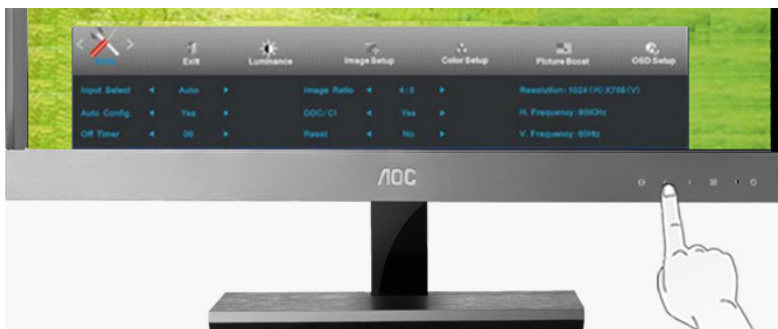 Exit
Luminance
Image Setup
Color Setup
Picture Boost
OSD Setup
Input Select Auto Image Ratio 4:3 Resolution: 1024 (H) X768 (V)
Auto Config. Yes DDC/CI Yes H. Frequency: 60KHz
Off Timer 00 Reset No V. Frequency: 60Hz
AOC